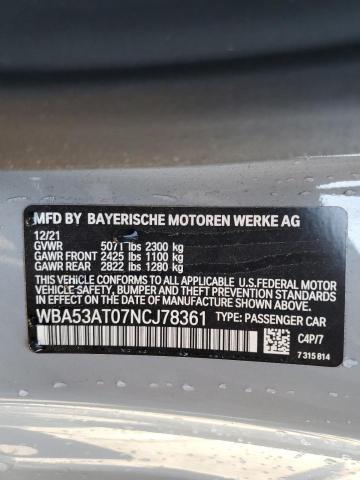 MFD BY BAYERISCHE MOTOREN WERKE AG
12/21
GVWR 5071 lbs 2300 kg
GAWR FRONT 2425 lbs 1100 kg
GAWR REAR 2822 lbs 1280 kg
THIS VEHICLE CONFORMS TO ALL APPLICABLE U.S.FEDERAL MOTOR
VEHICLE SAFETY, BUMPER AND THEFT PREVENTION STANDARDS IN
EFFECT ON THE DATE OF MANUFACTURE SHOWN ABOVE.
WBA53AT07NCJ78361 TYPE: PASSENGER CAR
C4P/7
7 315 814